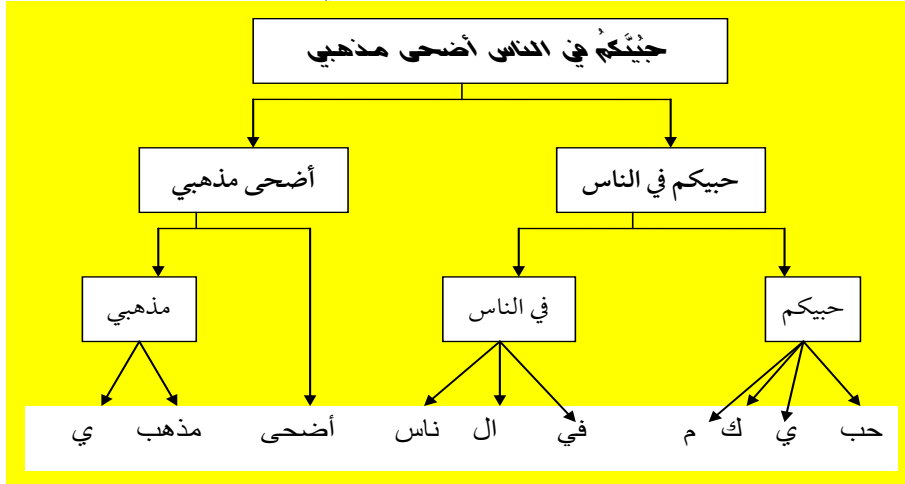 حُبُيَّكمُ في الناس أضحى مذهبي
حبيكم في الناس أضحى مذهبي
حبيكم في الناس مذهبي
حب ي ك م في ال ناس أضحى مذهب ي